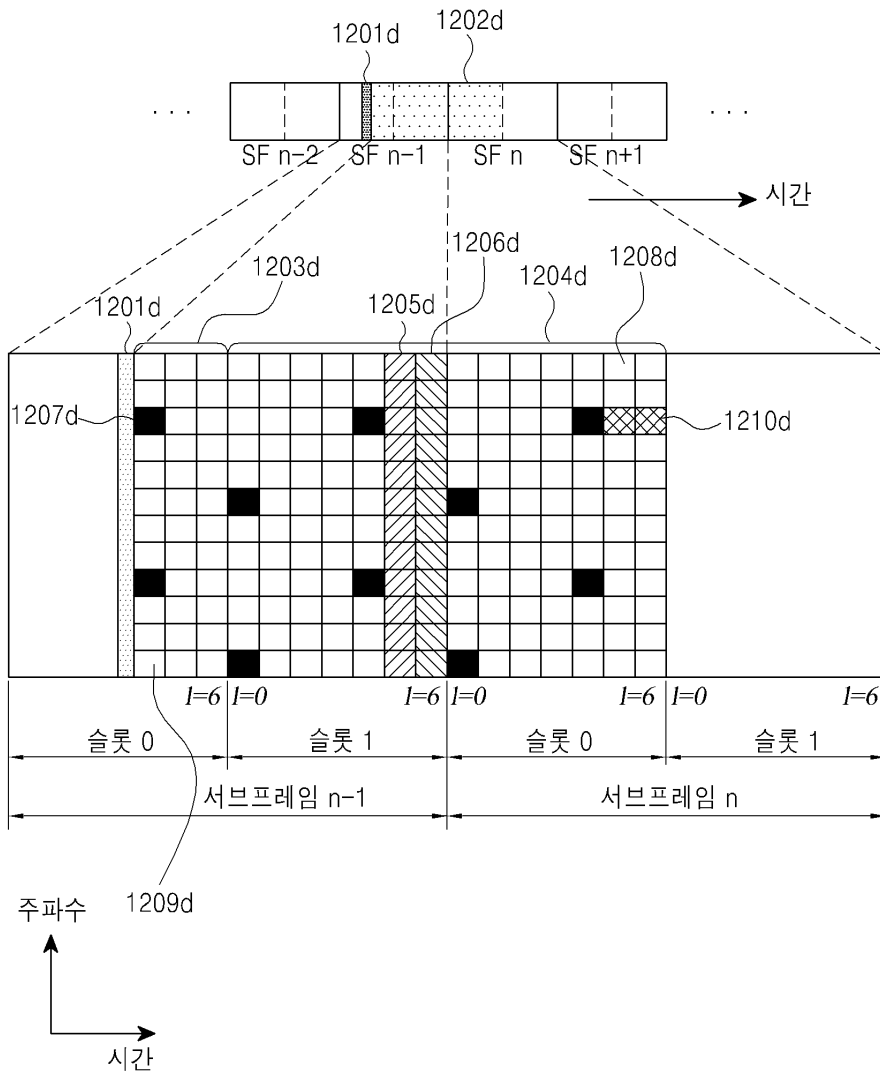 1201d
1202d
. . .
. . .
SF n-2
SF n-1
SF n
SF n+1
시간
1206d
1203d
1208d
1201d
1205d
1204d
1207d
1210d
l=6
l=0
l=6
l=0
l=6
l=0
l=6
슬롯 0
슬롯 1
슬롯 0
슬롯 1
서브프레임 n-1
서브프레임 n
1209d
주파수
시간